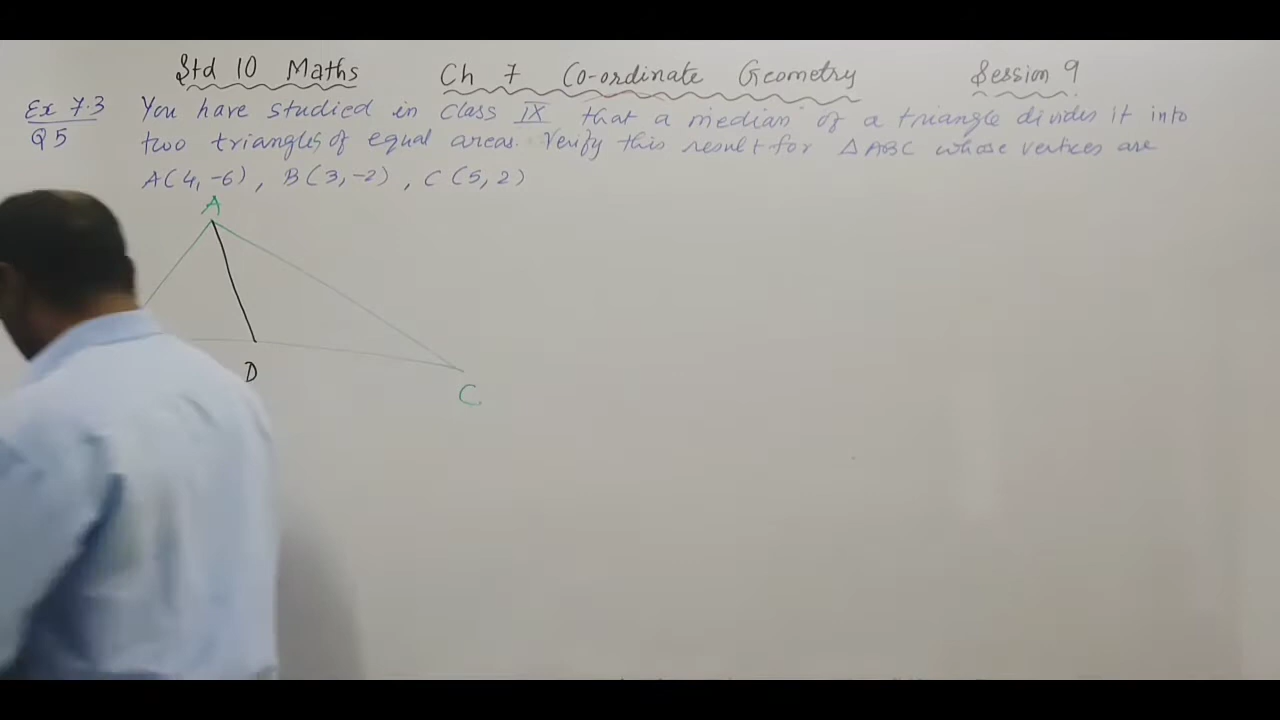 Std 10 Maths Ch 7 Co-ordinate Geometry Session 9
Ex 7.3 You have studied in Class IX that a median of a triangle divides it into
Q 5 two triangles of equal areas. Verify this result for △ABC whose vertices are
A(4, -6), B(3, -2), C(5, 2)
A
D
C